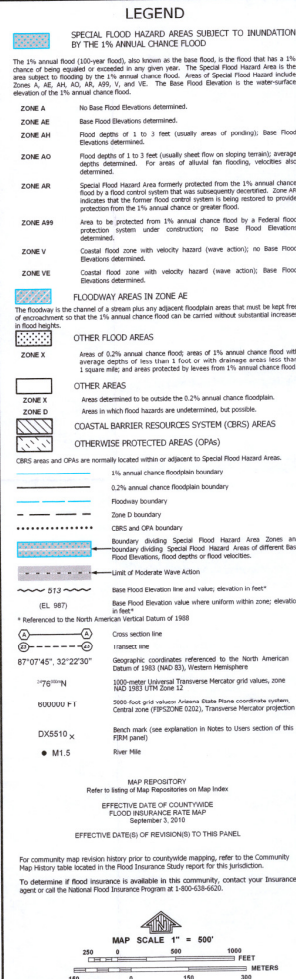 LEGEND
SPECIAL FLOOD HAZARD AREAS SUBJECT TO INUNDATION
BY THE 1% ANNUAL CHANCE FLOOD
The 1% annual flood (100-year flood), also known as the base flood, is the flood that has a 1%
chance of being equaled or exceeded in any given year. The Special Flood Hazard Area is the
area subject to flooding by the 1% annual chance flood. Areas of Special Flood Hazard include
Zones A, AE, AH, AO, AR, A99, V, and VE. The Base Flood Elevation is the water-surface
elevation of the 1% annual chance flood.
ZONE A No Base Flood Elevations determined.
ZONE AE Base Flood Elevations determined.
ZONE AH Flood depths of 1 to 3 feet (usually areas of ponding); Base Flood
Elevations determined.
ZONE AO Flood depths of 1 to 3 feet (usually sheet flow on sloping terrain); average
depths determined. For areas of alluvial fan flooding, velocities also
determined.
ZONE AR Special Flood Hazard Area formerly protected from the 1% annual chance
flood by a flood control system that was subsequently decertified. Zone AR
indicates that the former flood control system is being restored to provide
protection from the 1% annual chance or greater flood.
ZONE A99 Area to be protected from 1% annual chance flood by a Federal flood
protection system under construction; no Base Flood Elevations
determined.
ZONE V Coastal flood zone with velocity hazard (wave action); no Base Flood
Elevations determined.
ZONE VE Coastal flood zone with velocity hazard (wave action); Base Flood
Elevations determined.
FLOODWAY AREAS IN ZONE AE
The floodway is the channel of a stream plus any adjacent floodplain areas that must be kept free
of encroachment so that the 1% annual chance flood can be carried without substantial increases
in flood heights.
OTHER FLOOD AREAS
ZONE X Areas of 0.2% annual chance flood; areas of 1% annual chance flood with
average depths of less than 1 foot or with drainage areas less than
1 square mile; and areas protected by levees from 1% annual chance flood.
OTHER AREAS
ZONE X Areas determined to be outside the 0.2% annual chance floodplain.
ZONE D Areas in which flood hazards are undetermined, but possible.
COASTAL BARRIER RESOURCES SYSTEM (CBRS) AREAS
OTHERWISE PROTECTED AREAS (OPAs)
CBRS areas and OPAs are normally located within or adjacent to Special Flood Hazard Areas.
1% annual chance floodplain boundary
0.2% annual chance floodplain boundary
Floodway boundary
Zone D boundary
CBRS and OPA boundary
Boundary dividing Special Flood Hazard Area Zones an
boundary dividing Special Flood Hazard Areas of different Bas
Flood Elevations, flood depths or flood velocities.
Limit of Moderate Wave Action
513 Base Flood Elevation line and value; elevation in feet*
(EL 987) Base Flood Elevation value where uniform within zone; elevatio
in feet*
* Referenced to the North American Vertical Datum of 1988
A A Cross section line
23 23 Transect line
87°07'45", 32°22'30" Geographic coordinates referenced to the North American
Datum of 1983 (NAD 83), Western Hemisphere
76 N 1000-meter Universal Transverse Mercator grid values, zone
NAD 1983 UTM Zone 12
600000 FT 5000-foot grid values: Arizona State Plane coordinate system,
Central zone (FIPSZONE 0202), Transverse Mercator projection
DX5510 x Bench mark (see explanation in Notes to Users section of this
FIRM panel)
● M1.5 River Mile
MAP REPOSITORY
Refer to listing of Map Repositories on Map Index
EFFECTIVE DATE OF COUNTYWIDE
FLOOD INSURANCE RATE MAP
September 3, 2010
EFFECTIVE DATE(S) OF REVISION(S) TO THIS PANEL
For community map revision history prior to countywide mapping, refer to the Community
Map History table located in the Flood Insurance Study report for this jurisdiction.
To determine if flood insurance is available in this community, contact your Insurance
agent or call the National Flood Insurance Program at 1-800-638-6620.
N
MAP SCALE 1" = 500'
250 0 500 1000
FEET
METERS
150 0 150 300